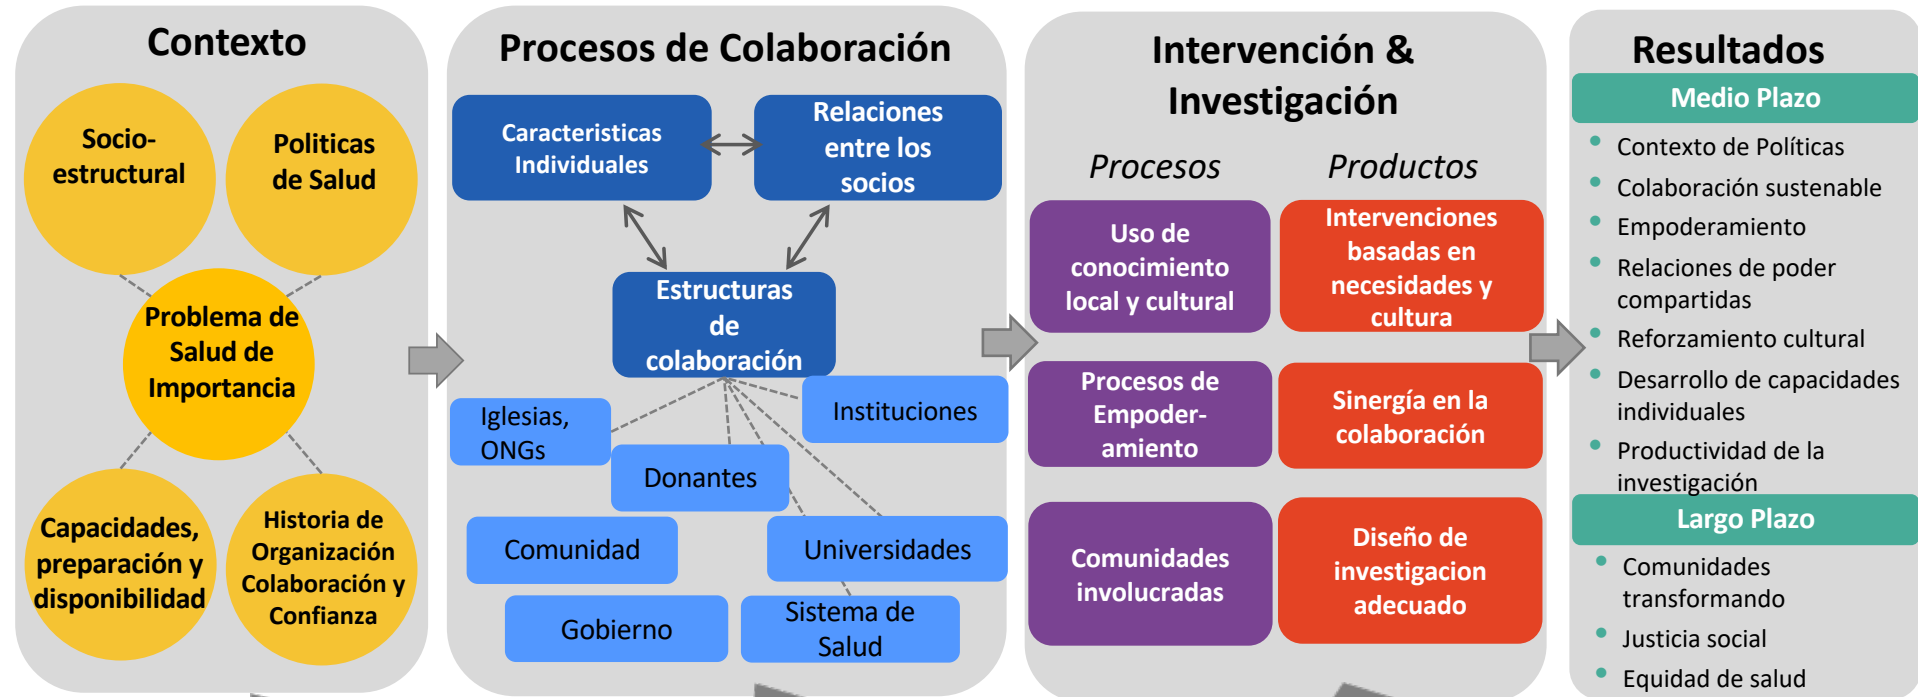 Contexto
Socio-
estructural
Politicas
de Salud
Problema de
Salud de
Importancia
Capacidades,
preparación y
disponibilidad
Historia de
Organización
Colaboración y
Confianza
Procesos de Colaboración
Caracteristicas
Individuales
Relaciones
entre los
socios
Estructuras
de
colaboración
Iglesias,
ONGs
Instituciones
Donantes
Comunidad
Universidades
Gobierno
Sistema de
Salud
Intervención &
Investigación
Procesos
Productos
Uso de
conocimiento
local y cultural
Intervenciones
basadas en
necesidades y
cultura
Procesos de
Empoder-
amiento
Sinergía en la
colaboración
Comunidades
involucradas
Diseño de
investigacion
adecuado
Resultados
Medio Plazo
• Contexto de Políticas
• Colaboración sustenable
• Empoderamiento
• Relaciones de poder
compartidas
• Reforzamiento cultural
• Desarrollo de capacidades
individuales
• Productividad de la
investigación
Largo Plazo
• Comunidades
transformando
• Justicia social
• Equidad de salud